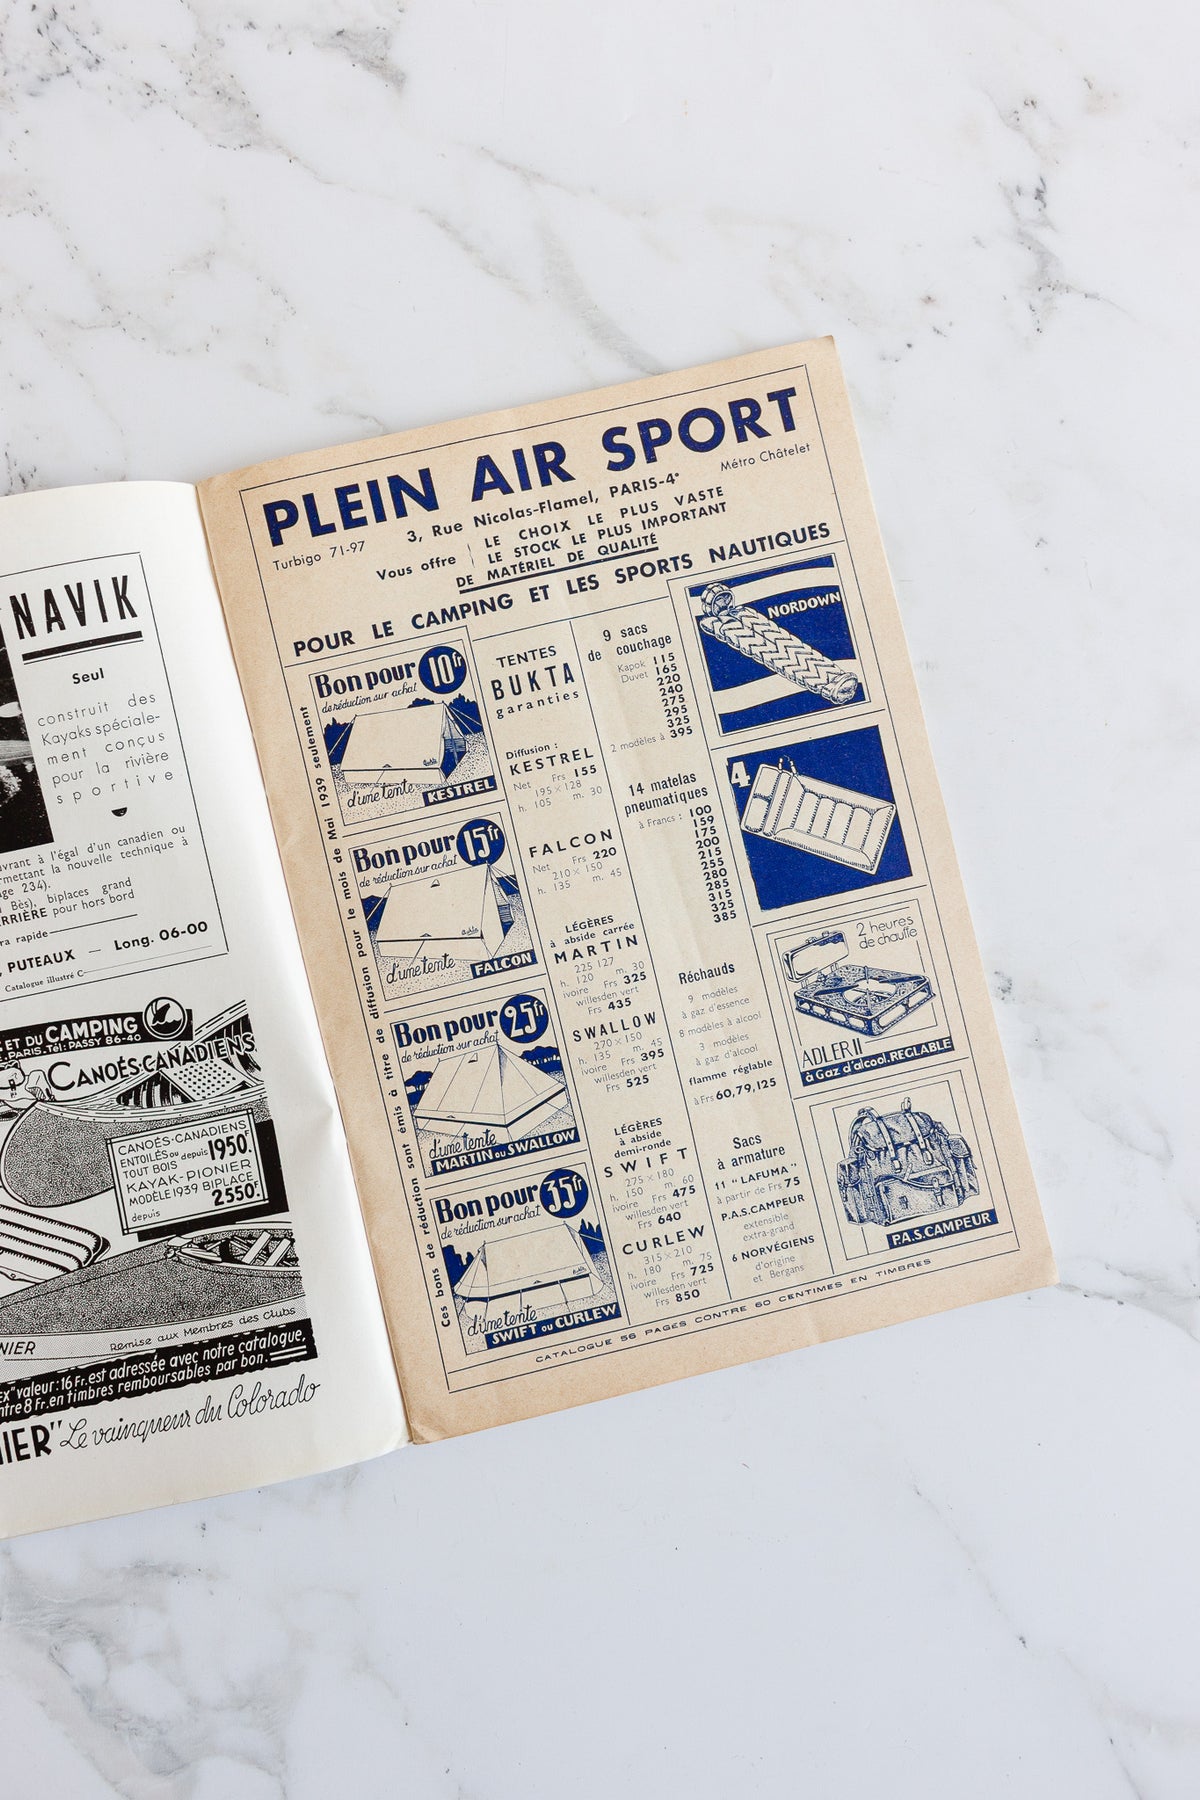 NAVIK
Seul
construit des
Kayaks spéciale-
ment conçus
pour la rivière
sportive
uvrant à l'égal d'un canadien ou
rmettant la nouvelle technique à
ge 234).
Bès), biplaces grand
RRIÈRE pour hors bord
ra rapide
, PUTEAUX — Long. 06-00
Catalogue illustré C
ET DU CAMPING
PARIS. Tél: PASSY 86-40
CANOÉS-CANADIENS
CANOÉS-CANADIENS
ENTOILÉS ou depuis 1950F
TOUT BOIS
KAYAK-PIONIER
MODÈLE 1939 BIPLACE
depuis 2550F
NIER
Remise aux Membres des Clubs
EX" valeur: 16 Fr. est adressée avec notre catalogue,
ntre 8 Fr. en timbres remboursables par bon.
IER" Le vainqueur du Colorado
PLEIN AIR SPORT
Turbigo 71-97
3, Rue Nicolas-Flamel, PARIS-4e
Métro Châtelet
Vous offre
LE CHOIX LE PLUS VASTE
LE STOCK LE PLUS IMPORTANT
DE MATÉRIEL DE QUALITÉ
POUR LE CAMPING ET LES SPORTS NAUTIQUES
Ces bons de réduction sont émis à titre de diffusion pour le mois de Mai 1939 seulement
Bon pour 10fr
de réduction sur achat
d'une tente
KESTREL
Bon pour 15fr
de réduction sur achat
d'une tente
FALCON
Bon pour 25fr
de réduction sur achat
d'une tente
MARTIN ou SWALLOW
Bon pour 35fr
de réduction sur achat
d'une tente
SWIFT ou CURLEW
TENTES
BUKTA
garanties
Diffusion :
KESTREL
Net Frs 155
195 × 128
h. 105 m. 30
FALCON
Net Frs 220
210 × 150
h. 135 m. 45
LÉGÈRES
à abside carrée
MARTIN
225 127
h. 120 m. 30
ivoire Frs 325
willesden vert
Frs 435
SWALLOW
270 × 150
h. 135 m. 45
ivoire Frs 395
willesden vert
Frs 525
LÉGÈRES
à abside
demi-ronde
SWIFT
275 × 180
h. 150 m. 60
ivoire Frs 475
willesden vert
Frs 640
CURLEW
315 × 210
h. 180 m. 75
ivoire Frs 725
willesden vert
Frs 850
9 sacs
de couchage
Kapok 115
Duvet 165
220
240
275
295
325
2 modèles à 395
14 matelas
pneumatiques
à Francs : 100
159
175
200
215
255
280
285
315
325
385
Réchauds
9 modèles
à gaz d'essence
8 modèles à alcool
3 modèles
à gaz d'alcool
flamme réglable
à Frs 60,79,125
Sacs
à armature
11 "LAFUMA"
à partir de Frs 75
P.A.S.CAMPEUR
extensible
extra-grand
6 NORVÉGIENS
d'origine
et Bergans
NORDOWN
4
2 heures
de chauffe
ADLER II
à Gaz d'alcool. REGLABLE
P.A.S.CAMPEUR
CATALOGUE 56 PAGES CONTRE 60 CENTIMES EN TIMBRES